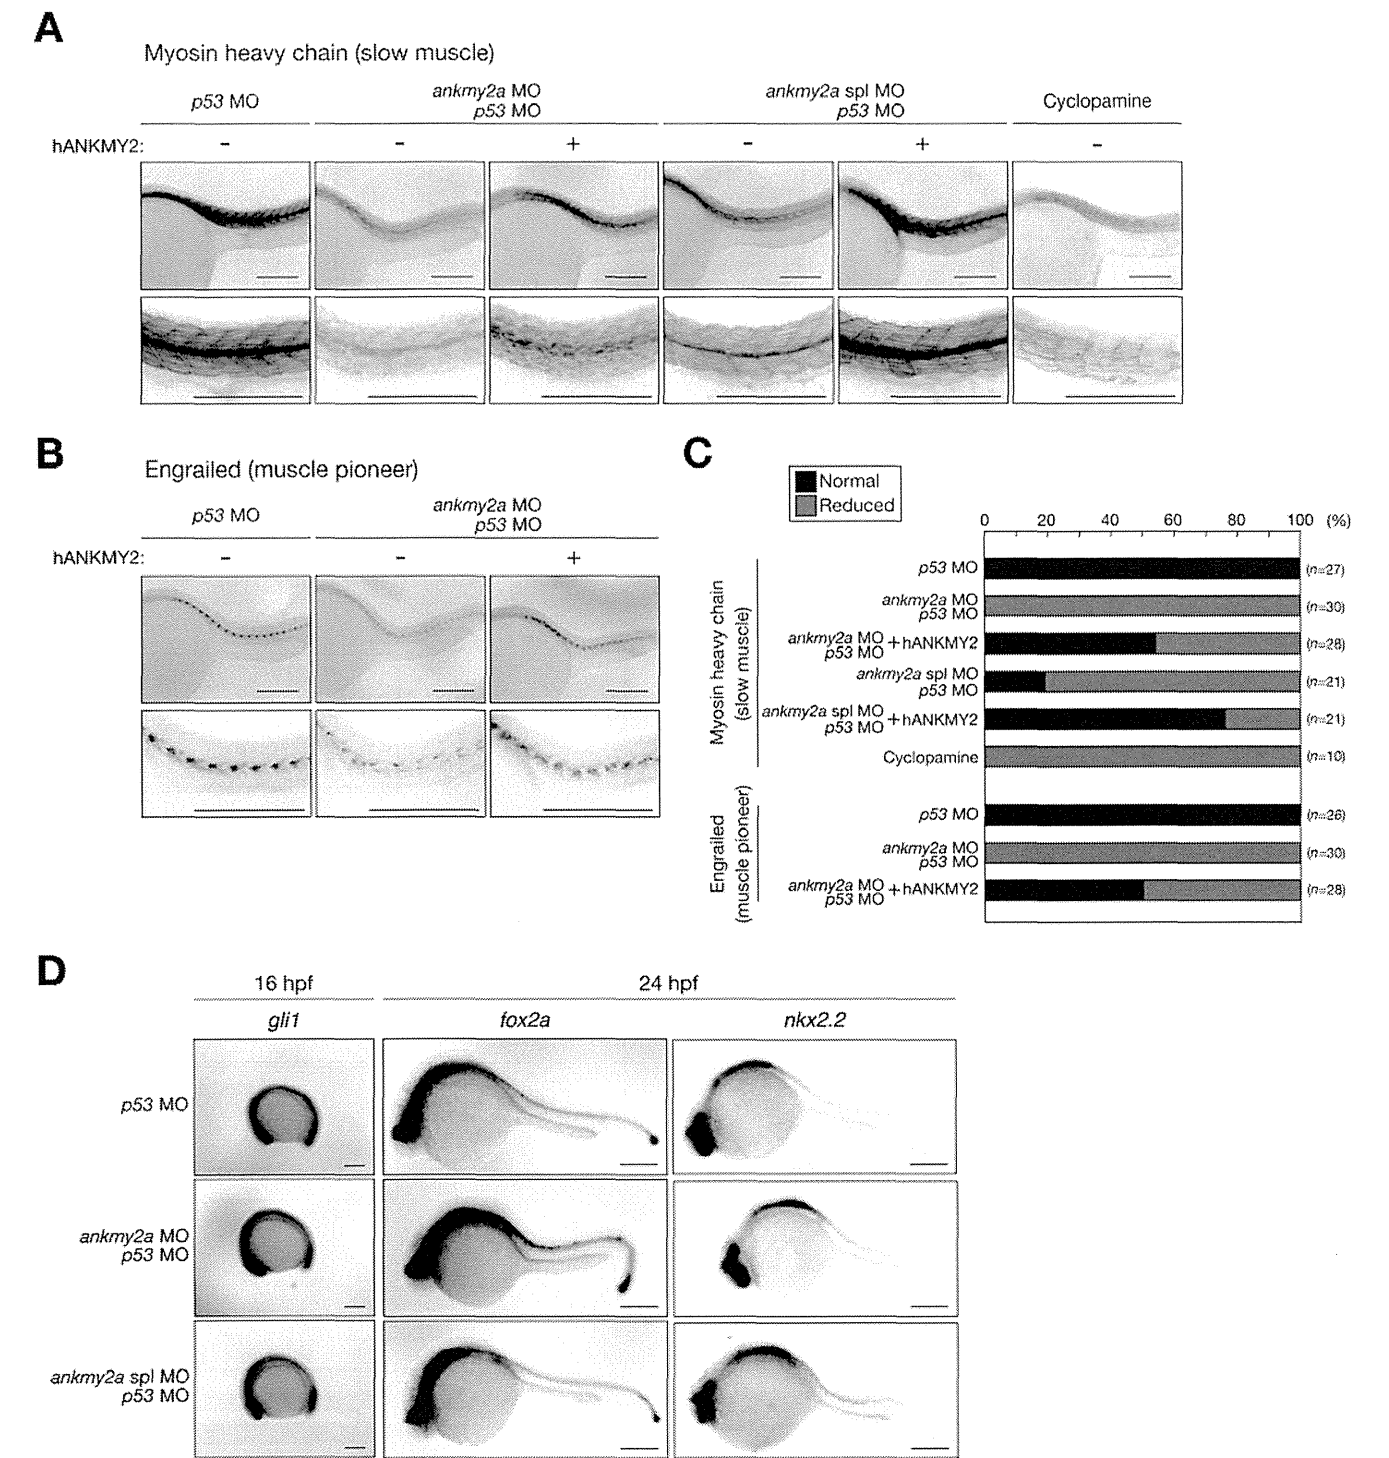 A
Myosin heavy chain (slow muscle)
p53 MO
ankmy2a MO
p53 MO
ankmy2a spl MO
p53 MO
Cyclopamine
hANKMY2:
-
-
+
-
+
-
B
Engrailed (muscle pioneer)
p53 MO
ankmy2a MO
p53 MO
hANKMY2:
-
-
+
C
Normal
Reduced
0 20 40 60 80 100 (%)
Myosin heavy chain
(slow muscle)
p53 MO
(n=27)
ankmy2a MO
p53 MO
(n=30)
ankmy2a MO
p53 MO
+hANKMY2
(n=28)
ankmy2a spl MO
p53 MO
(n=21)
ankmy2a spl MO
p53 MO
+hANKMY2
(n=21)
Cyclopamine
(n=10)
Engrailed
(muscle pioneer)
p53 MO
(n=26)
ankmy2a MO
p53 MO
(n=30)
ankmy2a MO
p53 MO
+hANKMY2
(n=28)
D
16 hpf
24 hpf
gli1
fox2a
nkx2.2
p53 MO
ankmy2a MO
p53 MO
ankmy2a spl MO
p53 MO